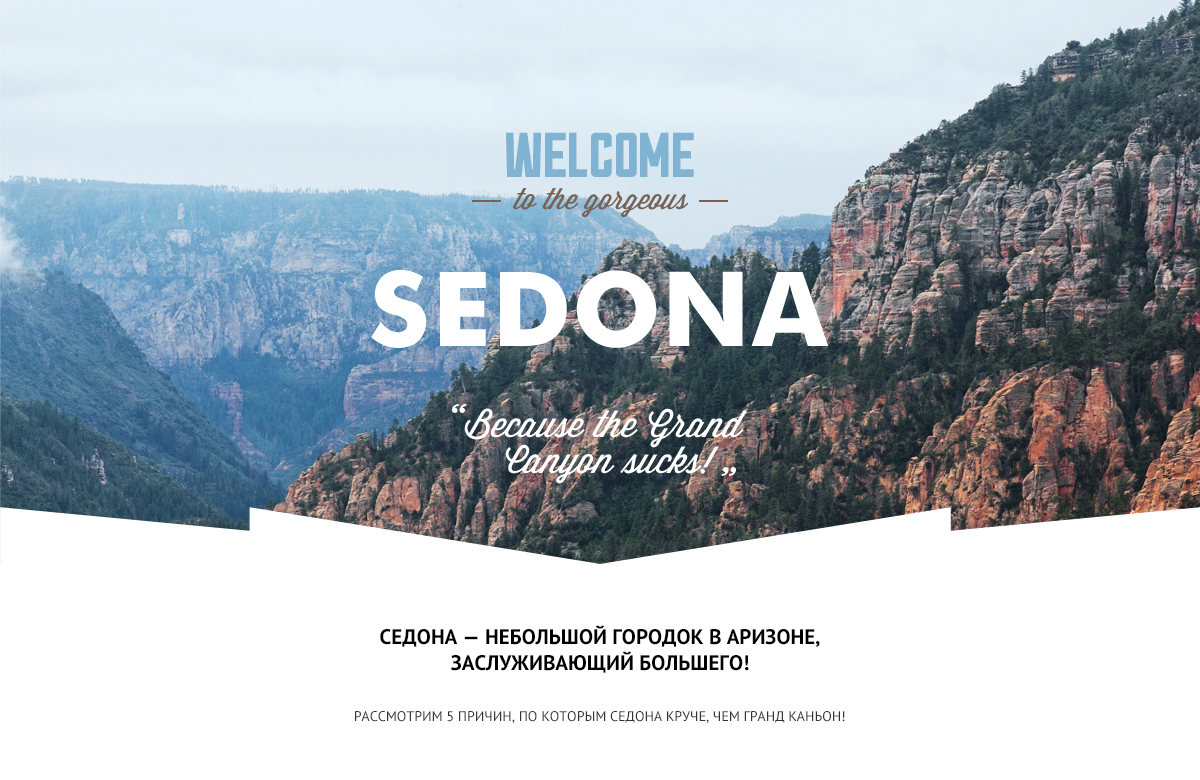 WELCOME
— to the gorgeous —
SEDONA
“Because the Grand
Canyon sucks!„
СЕДОНА — НЕБОЛЬШОЙ ГОРОДОК В АРИЗОНЕ,
ЗАСЛУЖИВАЮЩИЙ БОЛЬШЕГО!
РАССМОТРИМ 5 ПРИЧИН, ПО КОТОРЫМ СЕДОНА КРУЧЕ, ЧЕМ ГРАНД КАНЬОН!